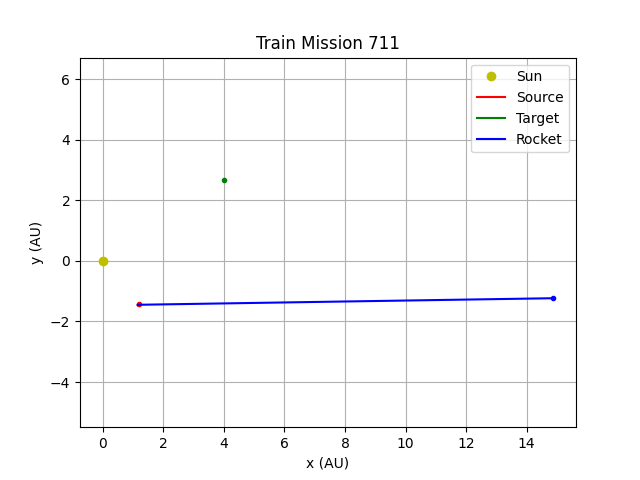 Train Mission 711
Sun
Source
Target
Rocket
6
4
2
0
−2
−4
0 2 4 6 8 10 12 14
x (AU)
y (AU)